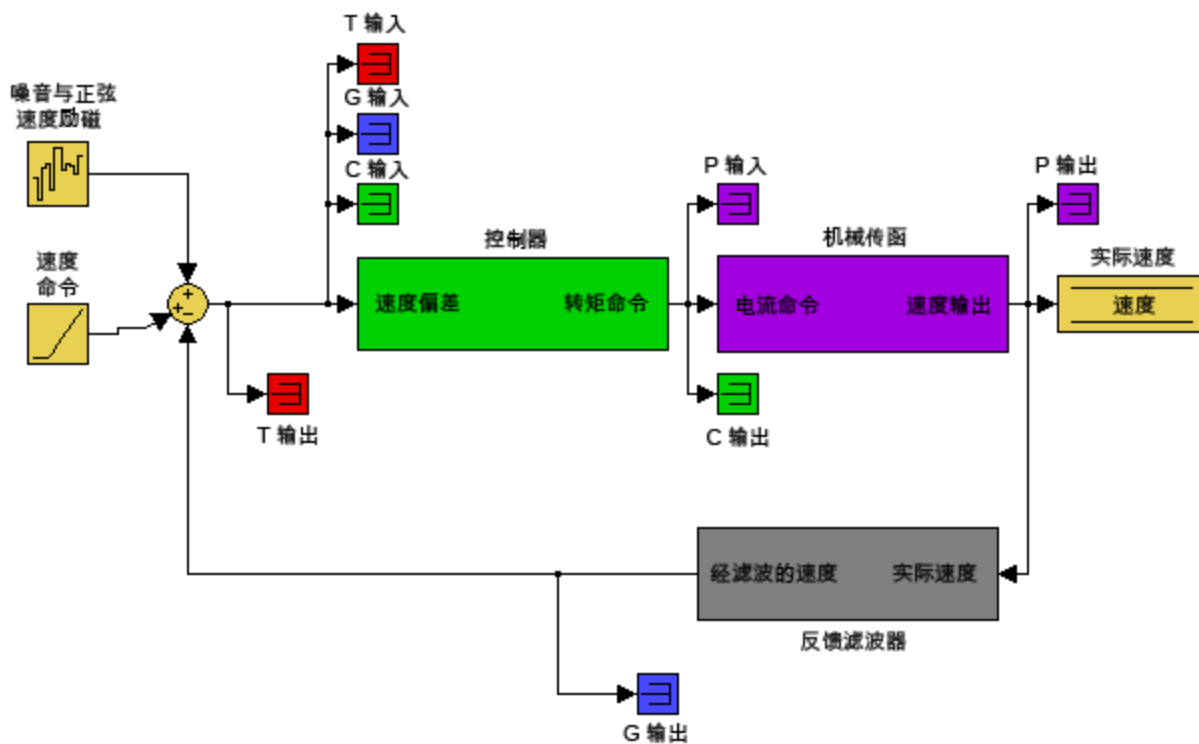 T 输入
G 输入
C 输入
噪音与正弦
速度励磁
速度
命令
控制器
速度偏差
转矩命令
T 输出
P 输入
机械传函
电流命令
速度输出
C 输出
P 输出
实际速度
速度
经滤波的速度
实际速度
反馈滤波器
G 输出